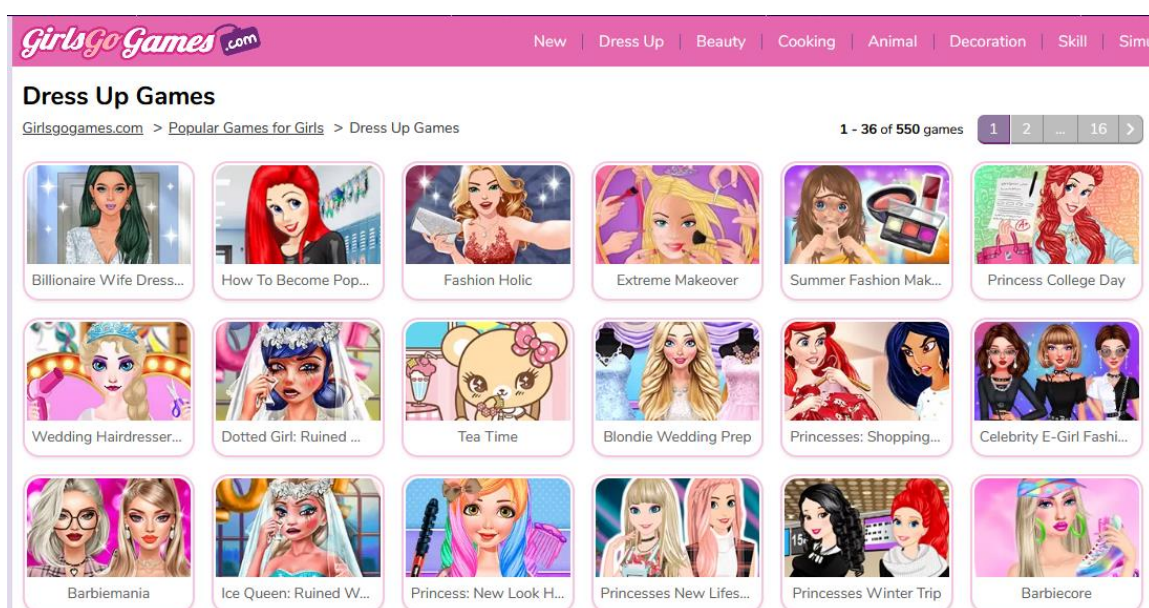 GirlsGoGames.com
New | Dress Up | Beauty | Cooking | Animal | Decoration | Skill | Simu
Dress Up Games
Girlsgogames.com > Popular Games for Girls > Dress Up Games
1 - 36 of 550 games 1 2 ... 16 >
Billionaire Wife Dress... How To Become Pop... Fashion Holic Extreme Makeover Summer Fashion Mak... Princess College Day
Wedding Hairdresser... Dotted Girl: Ruined ... Tea Time Blondie Wedding Prep Princesses: Shopping... Celebrity E-Girl Fashi...
Barbiemania Ice Queen: Ruined W... Princess: New Look H... Princesses New Lifes... Princesses Winter Trip Barbiecore